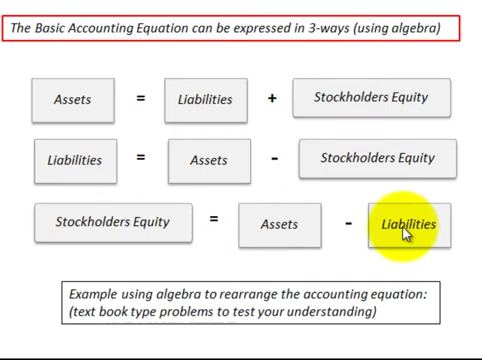 The Basic Accounting Equation can be expressed in 3-ways (using algebra)
Assets = Liabilities + Stockholders Equity
Liabilities = Assets - Stockholders Equity
Stockholders Equity = Assets - Liabilities
Example using algebra to rearrange the accounting equation:
(text book type problems to test your understanding)